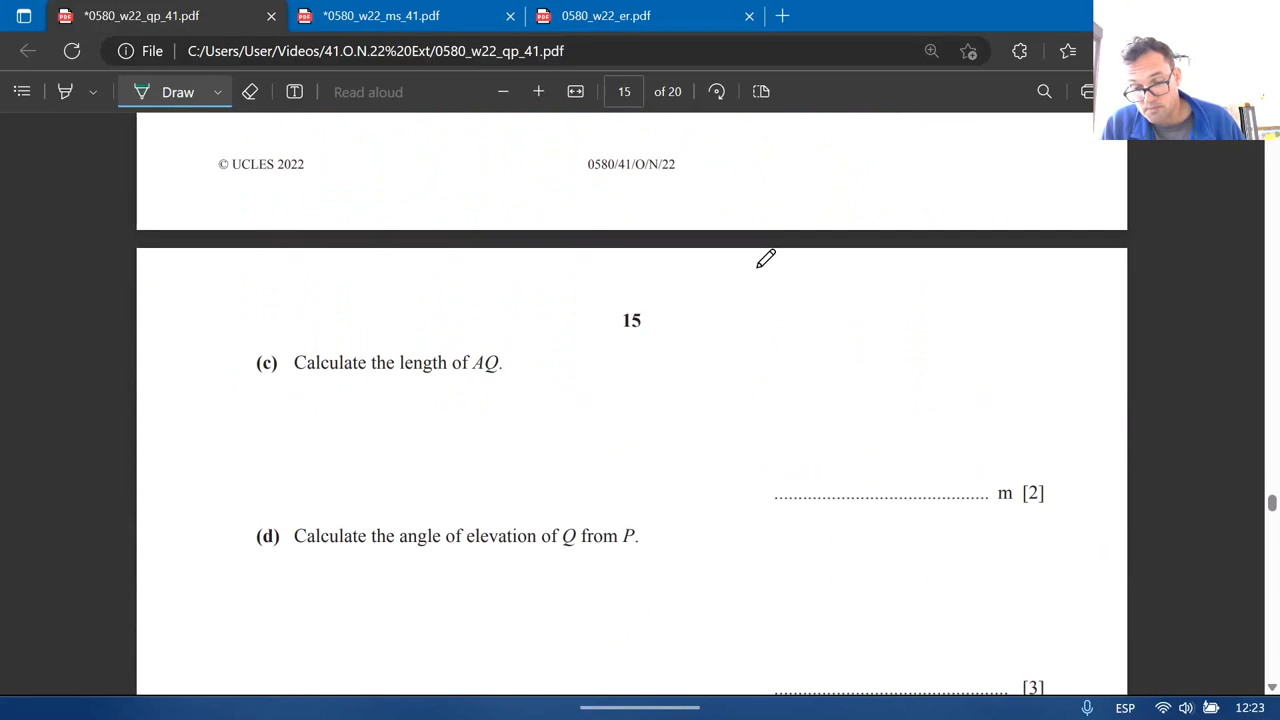 *0580_w22_qp_41.pdf
*0580_w22_ms_41.pdf
0580_w22_er.pdf
File
C:/Users/User/Videos/41.O.N.22%20Ext/0580_w22_qp_41.pdf
Draw
Read aloud
15
of 20
© UCLES 2022
0580/41/O/N/22
15
(c) Calculate the length of AQ.
............................................. m [2]
(d) Calculate the angle of elevation of Q from P.
................................................. [3]
ESP
12:23